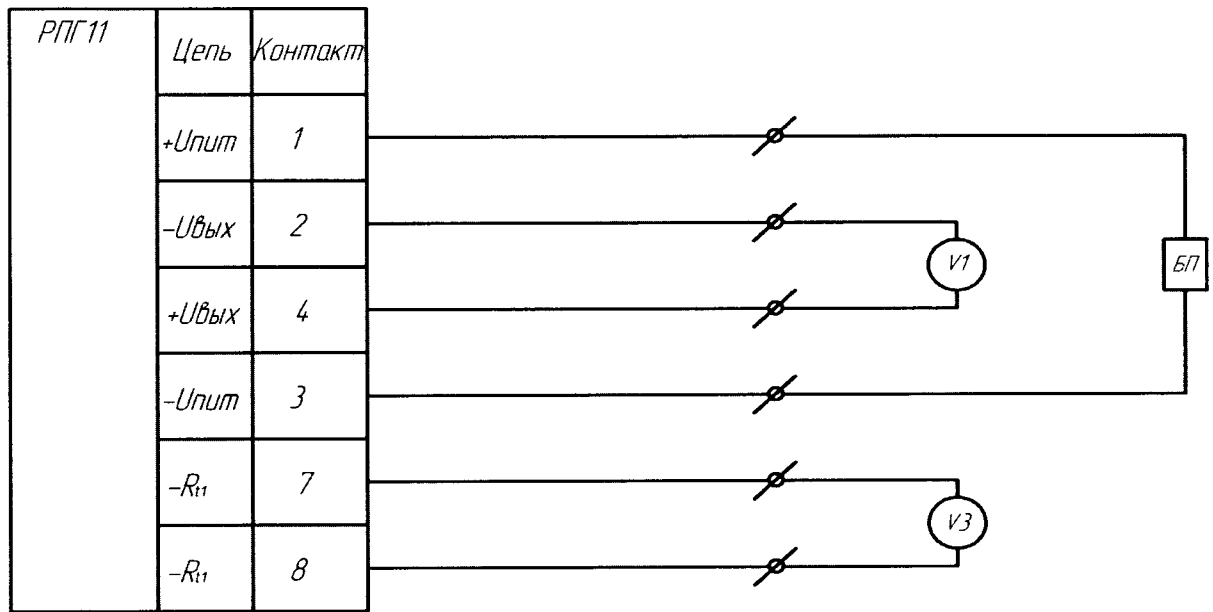 РПГ11
Цепь Контакт
+Uпит 1
-Uвых 2
V1
БП
+Uвых 4
-Uпит 3
-Rt1 7
V3
-Rt1 8